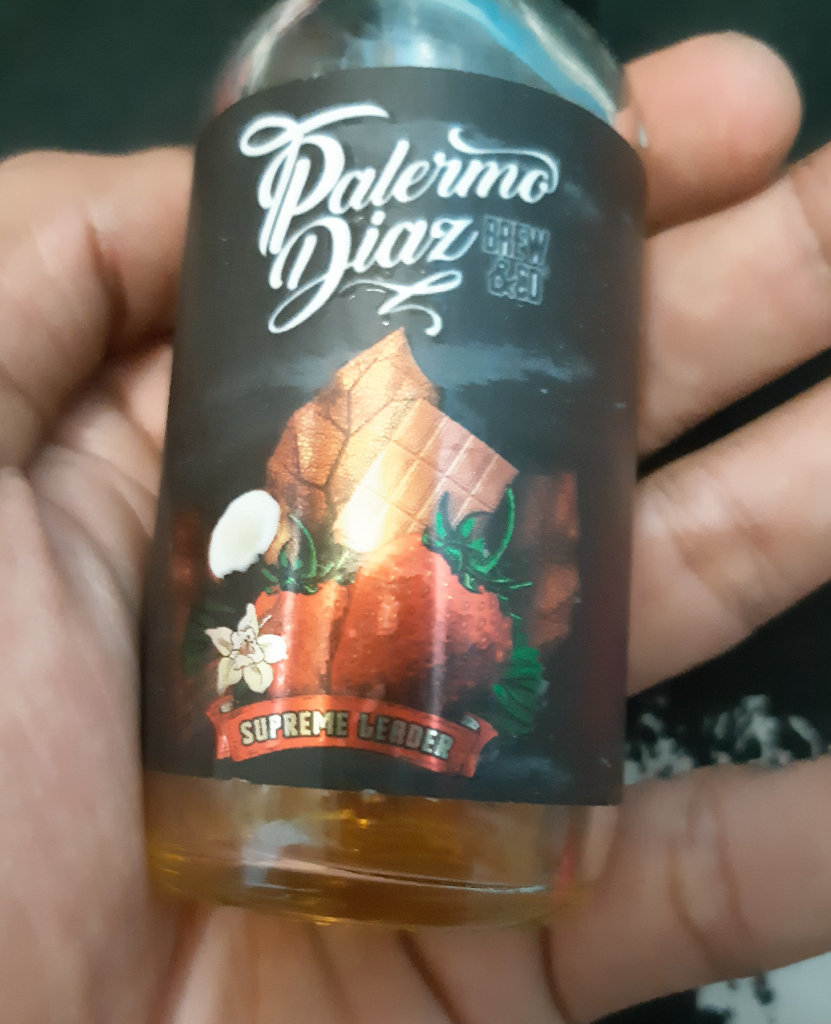 Palermo
Diaz BREW
&CO
SUPREME LEADER